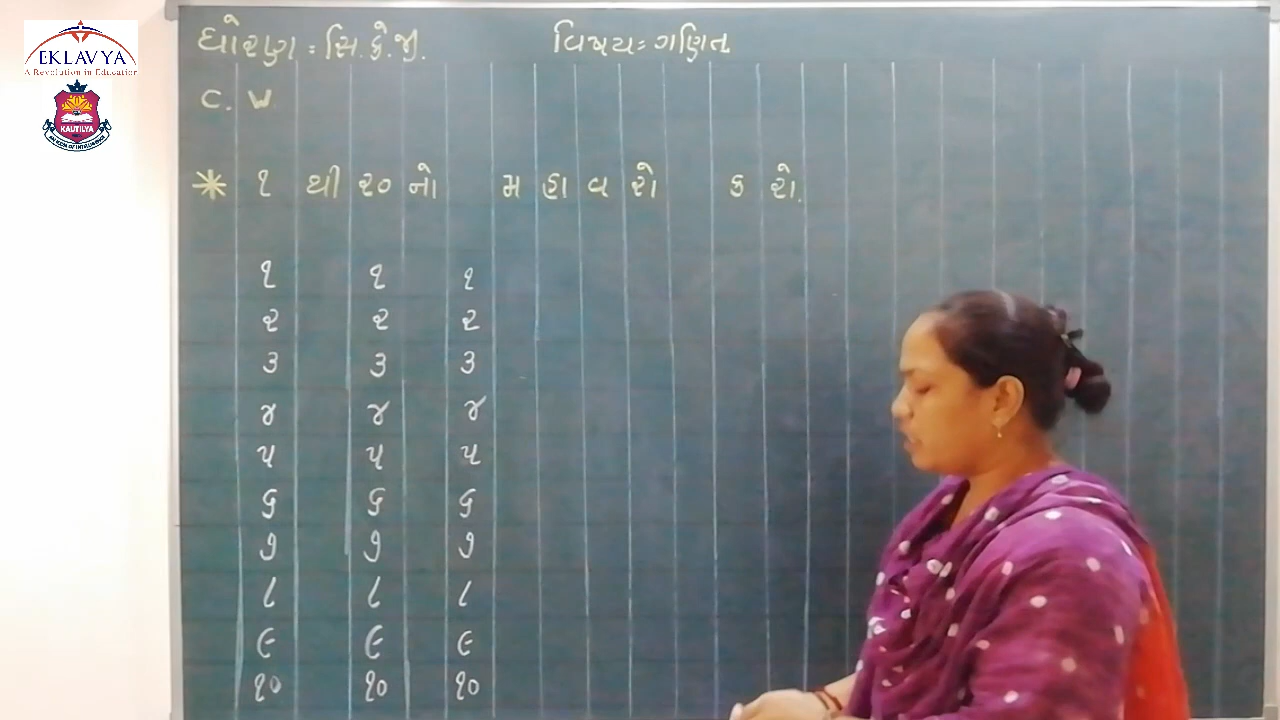 EKLAVYA
A Revolution in Education
KAUTILYA
ધોરણ : સિ. કે. જી. વિષય : ગણિત
C. W
* ૧ થી ૨૦ નો મહાવરો કરો.
૧ ૧ ૧
૨ ૨ ૨
૩ ૩ ૩
૪ ૪ ૪
૫ ૫ ૫
૬ ૬ ૬
૭ ૭ ૭
૮ ૮ ૮
૯ ૯ ૯
૧૦ ૧૦ ૧૦